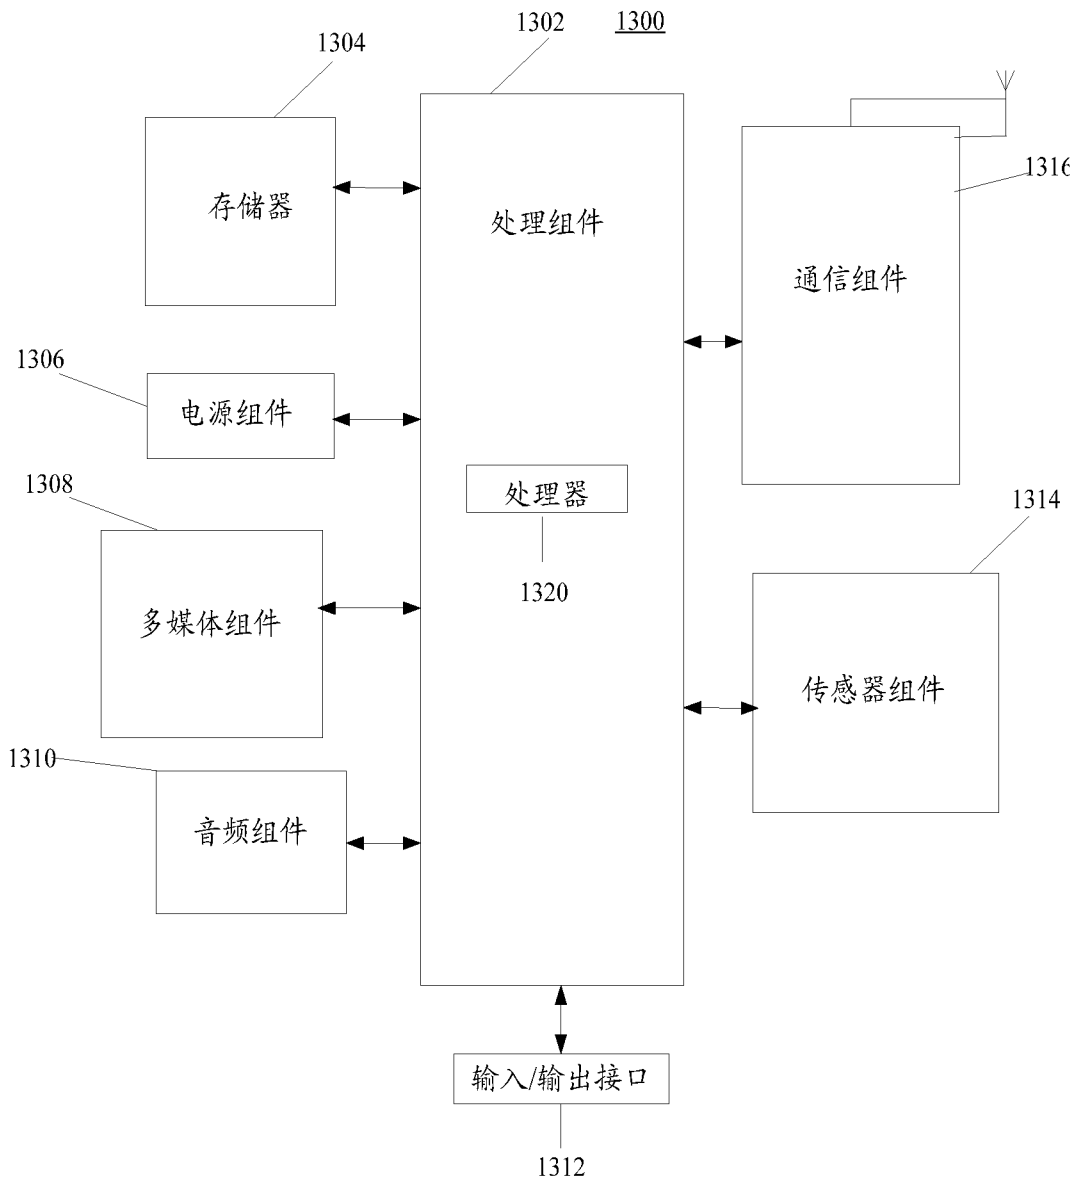 1302
1300
1304
存储器
处理组件
1316
通信组件
1306
电源组件
1308
处理器
1314
1320
多媒体组件
传感器组件
1310
音频组件
输入/输出接口
1312